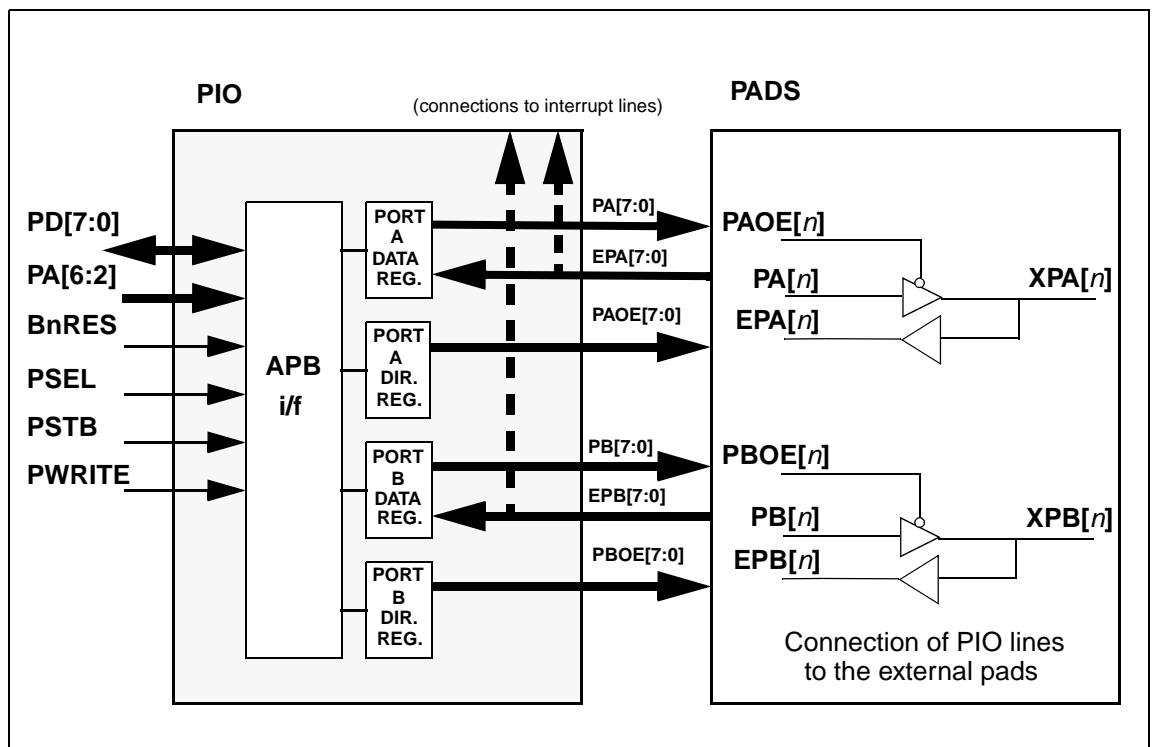 PIO
(connections to interrupt lines)
PADS
PD[7:0]
PA[6:2]
BnRES
PSEL
PSTB
PWRITE
APB
i/f
PORT
A
DATA
REG.
PORT
A
DIR.
REG.
PORT
B
DATA
REG.
PORT
B
DIR.
REG.
PA[7:0]
EPA[7:0]
PAOE[7:0]
PB[7:0]
EPB[7:0]
PBOE[7:0]
PAOE[n]
PA[n]
EPA[n]
XPA[n]
PBOE[n]
PB[n]
EPB[n]
XPB[n]
Connection of PIO lines
to the external pads